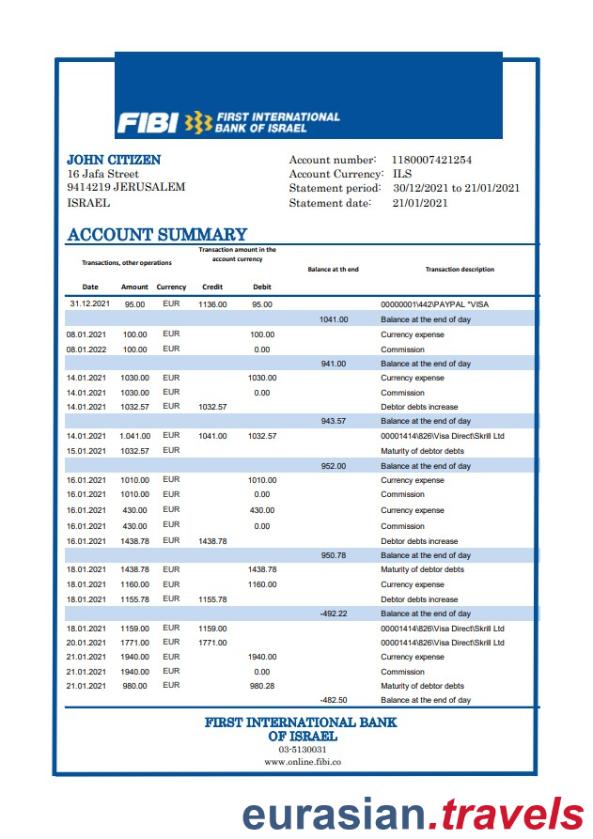 FIBI FIRST INTERNATIONAL
BANK OF ISRAEL
JOHN CITIZEN
16 Jafa Street
9414219 JERUSALEM
ISRAEL
Account number: 1180007421254
Account Currency: ILS
Statement period: 30/12/2021 to 21/01/2021
Statement date: 21/01/2021
ACCOUNT SUMMARY
Transactions, other operations
Transaction amount in the
account currency
Balance at th end
Transaction description
Date Amount Currency Credit Debit
31.12.2021 95.00 EUR 1136.00 95.00 00000001\442\PAYPAL "VISA
1041.00 Balance at the end of day
08.01.2021 100.00 EUR 100.00 Currency expense
08.01.2022 100.00 EUR 0.00 Commission
941.00 Balance at the end of day
14.01.2021 1030.00 EUR 1030.00 Currency expense
14.01.2021 1030.00 EUR 0.00 Commission
14.01.2021 1032.57 EUR 1032.57 Debtor debts increase
943.57 Balance at the end of day
14.01.2021 1.041.00 EUR 1041.00 1032.57 00001414\826\Visa Direct\Skrill Ltd
15.01.2021 1032.57 EUR Maturity of debtor debts
952.00 Balance at the end of day
16.01.2021 1010.00 EUR 1010.00 Currency expense
16.01.2021 1010.00 EUR 0.00 Commission
16.01.2021 430.00 EUR 430.00 Currency expense
16.01.2021 430.00 EUR 0.00 Commission
16.01.2021 1438.78 EUR 1438.78 Debtor debts increase
950.78 Balance at the end of day
18.01.2021 1438.78 EUR 1438.78 Maturity of debtor debts
18.01.2021 1160.00 EUR 1160.00 Currency expense
18.01.2021 1155.78 EUR 1155.78 Debtor debts increase
-492.22 Balance at the end of day
18.01.2021 1159.00 EUR 1159.00 00001414\826\Visa Direct\Skrill Ltd
20.01.2021 1771.00 EUR 1771.00 00001414\826\Visa Direct\Skrill Ltd
21.01.2021 1940.00 EUR 1940.00 Currency expense
21.01.2021 1940.00 EUR 0.00 Commission
21.01.2021 980.00 EUR 980.28 Maturity of debtor debts
-482.50 Balance at the end of day
FIRST INTERNATIONAL BANK
OF ISRAEL
03-5130031
www.online.fibi.co
eurasian.travels